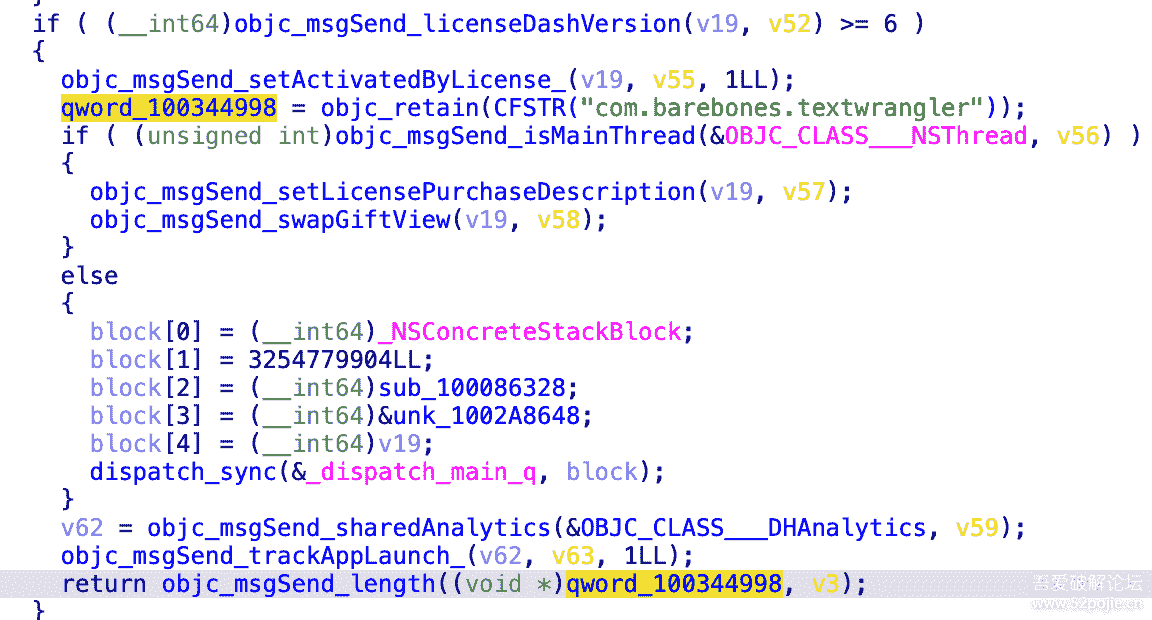 if ( (__int64)objc_msgSend_licenseDashVersion(v19, v52) >= 6 )
{
objc_msgSend_setActivatedByLicense_(v19, v55, 1LL);
qword_100344998 = objc_retain(CFSTR("com.barebones.textwrangler"));
if ( (unsigned int)objc_msgSend_isMainThread(&OBJC_CLASS___NSThread, v56) )
{
objc_msgSend_setLicensePurchaseDescription(v19, v57);
objc_msgSend_swapGiftView(v19, v58);
}
else
{
block[0] = (__int64)_NSConcreteStackBlock;
block[1] = 3254779904LL;
block[2] = (__int64)sub_100086328;
block[3] = (__int64)&unk_1002A8648;
block[4] = (__int64)v19;
dispatch_sync(&_dispatch_main_q, block);
}
v62 = objc_msgSend_sharedAnalytics(&OBJC_CLASS___DHAnalytics, v59);
objc_msgSend_trackAppLaunch_(v62, v63, 1LL);
return objc_msgSend_length((void *)qword_100344998, v3);
}
吾爱破解论坛
www.52pojie.cn